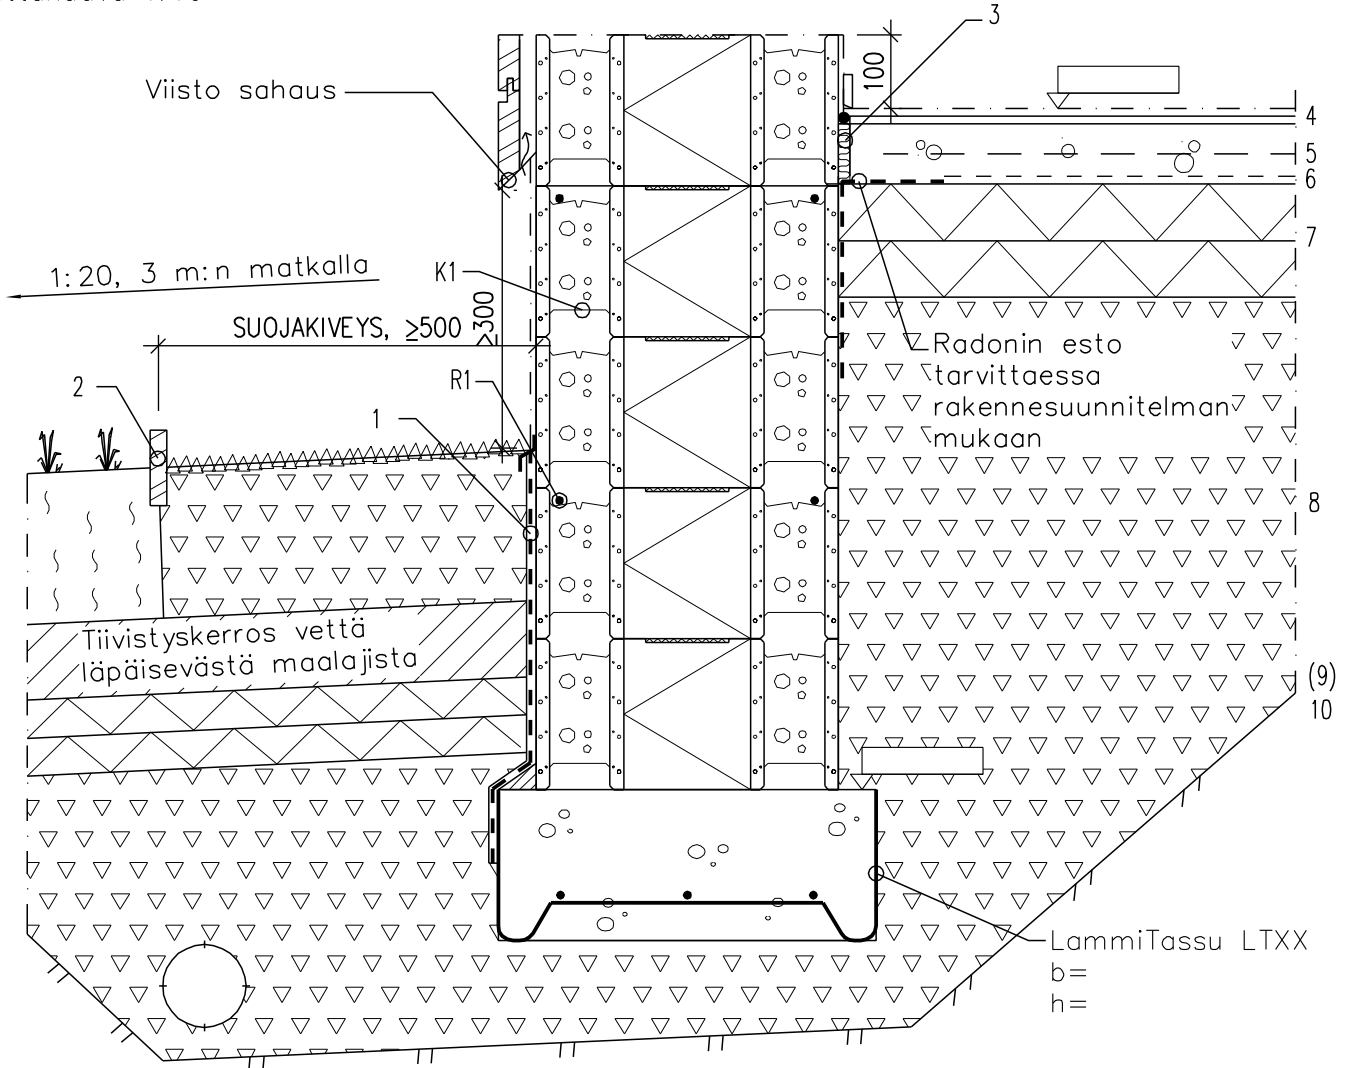 3
100
Viisto sahaus
4
5
6
7
1:20, 3 m:n matkalla
K1
≥300
SUOJAKIVEYS, ≥500
Radonin esto
tarvittaessa
rakennesuunnitelman
mukaan
R1
2
1
8
Tiivistyskerros vettä
läpäisevästä maalajista
(9)
10
LammiTassu LTXX
b=
h=